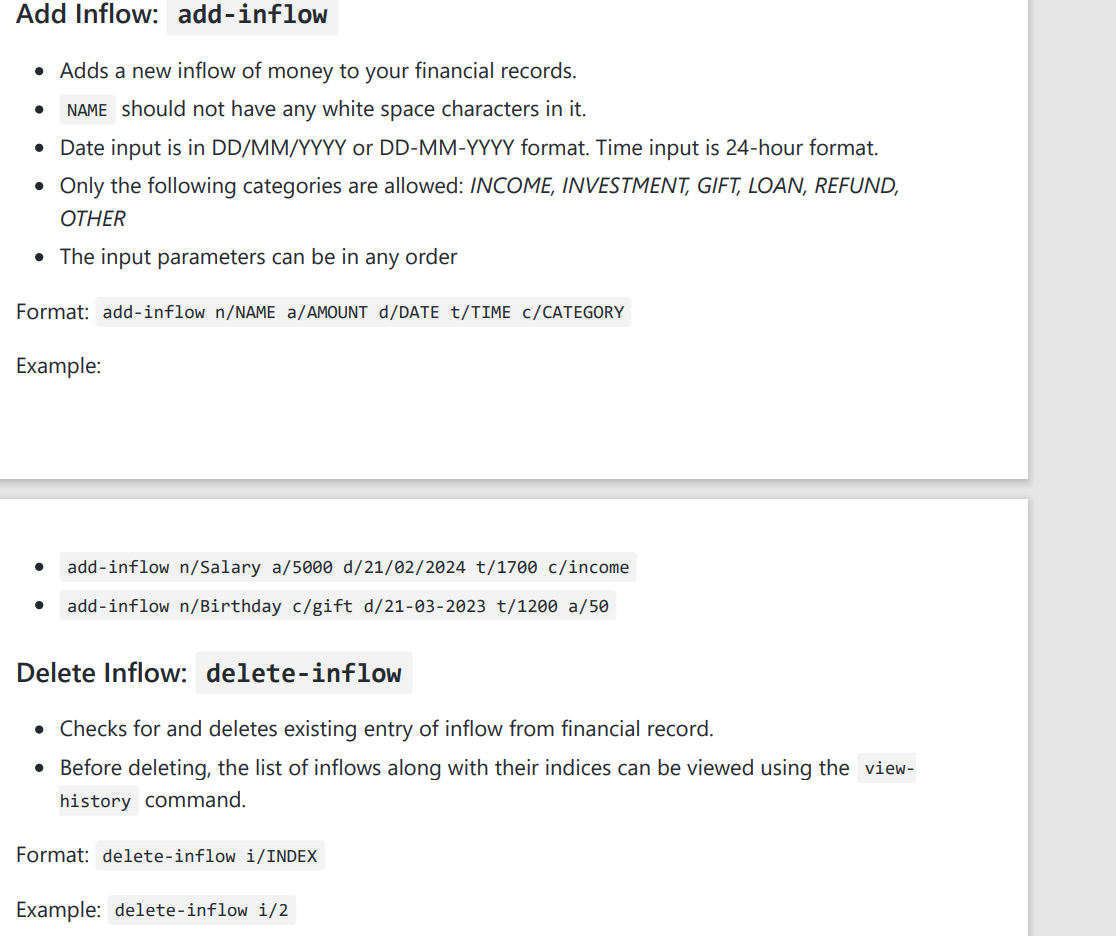 Add Inflow: add-inflow
Adds a new inflow of money to your financial records.
NAME should not have any white space characters in it.
Date input is in DD/MM/YYYY or DD-MM-YYYY format. Time input is 24-hour format.
Only the following categories are allowed: INCOME, INVESTMENT, GIFT, LOAN, REFUND,
OTHER
The input parameters can be in any order
Format: add-inflow n/NAME a/AMOUNT d/DATE t/TIME c/CATEGORY
Example:
add-inflow n/Salary a/5000 d/21/02/2024 t/1700 c/income
add-inflow n/Birthday c/gift d/21-03-2023 t/1200 a/50
Delete Inflow: delete-inflow
Checks for and deletes existing entry of inflow from financial record.
Before deleting, the list of inflows along with their indices can be viewed using the view-
history command.
Format: delete-inflow i/INDEX
Example: delete-inflow i/2